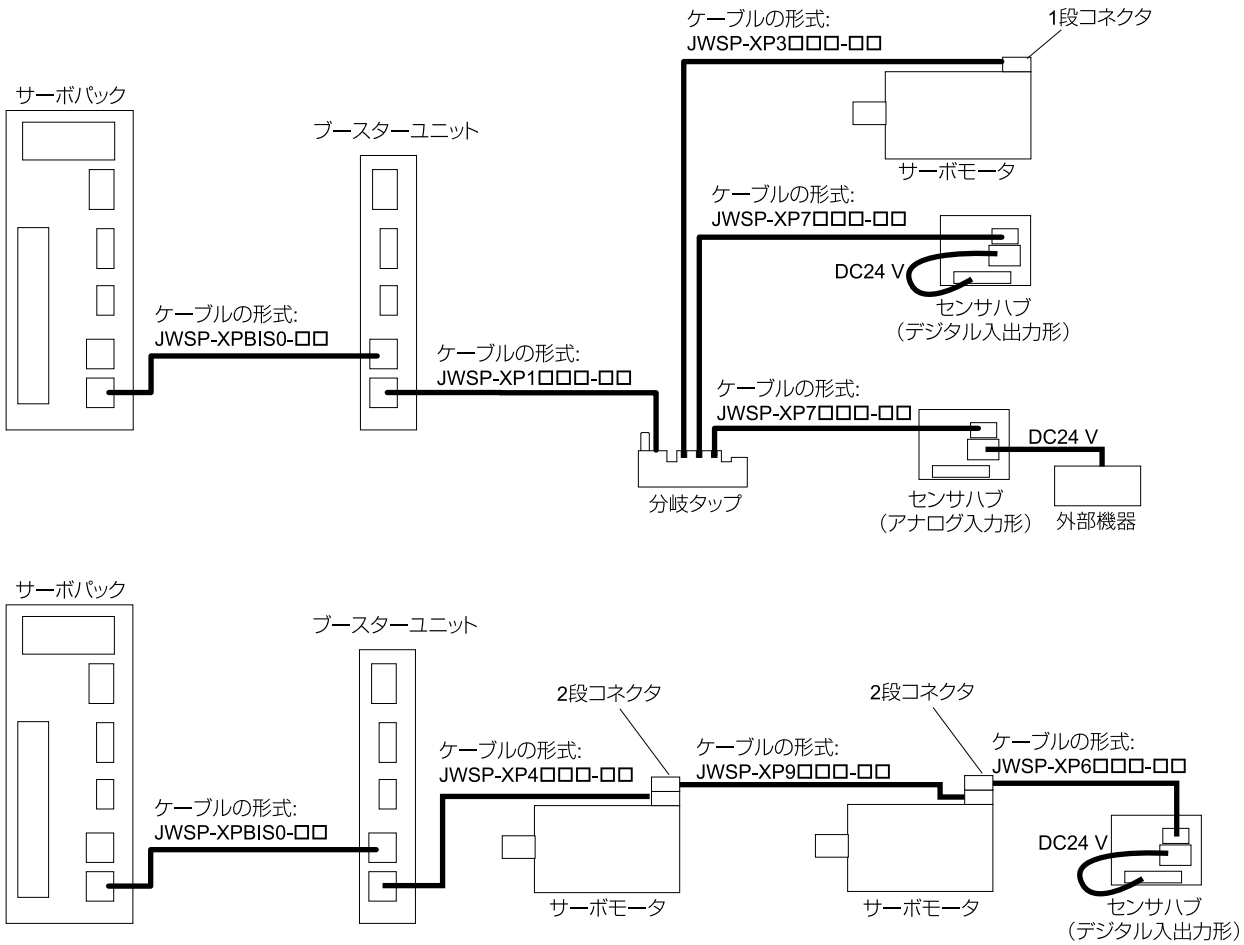 ケーブルの形式:
JWSP-XP3□□□-□□
1段コネクタ
サーボパック
ブースターユニット
サーボモータ
ケーブルの形式:
JWSP-XP7□□□-□□
DC24 V
センサハブ
(デジタル入出力形)
ケーブルの形式:
JWSP-XPBIS0-□□
ケーブルの形式:
JWSP-XP1□□□-□□
ケーブルの形式:
JWSP-XP7□□□-□□
DC24 V
分岐タップ
センサハブ
(アナログ入力形)
外部機器
サーボパック
ブースターユニット
2段コネクタ
2段コネクタ
ケーブルの形式:
JWSP-XP4□□□-□□
ケーブルの形式:
JWSP-XP9□□□-□□
ケーブルの形式:
JWSP-XP6□□□-□□
ケーブルの形式:
JWSP-XPBIS0-□□
DC24 V
サーボモータ
サーボモータ
センサハブ
(デジタル入出力形)